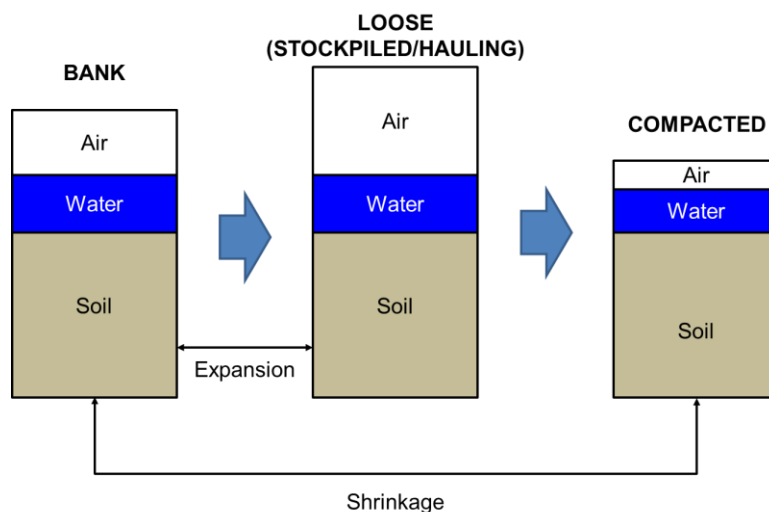 BANK
Air
Water
Soil
LOOSE
(STOCKPILED/HAULING)
Air
Water
Soil
COMPACTED
Air
Water
Soil
Expansion
Shrinkage